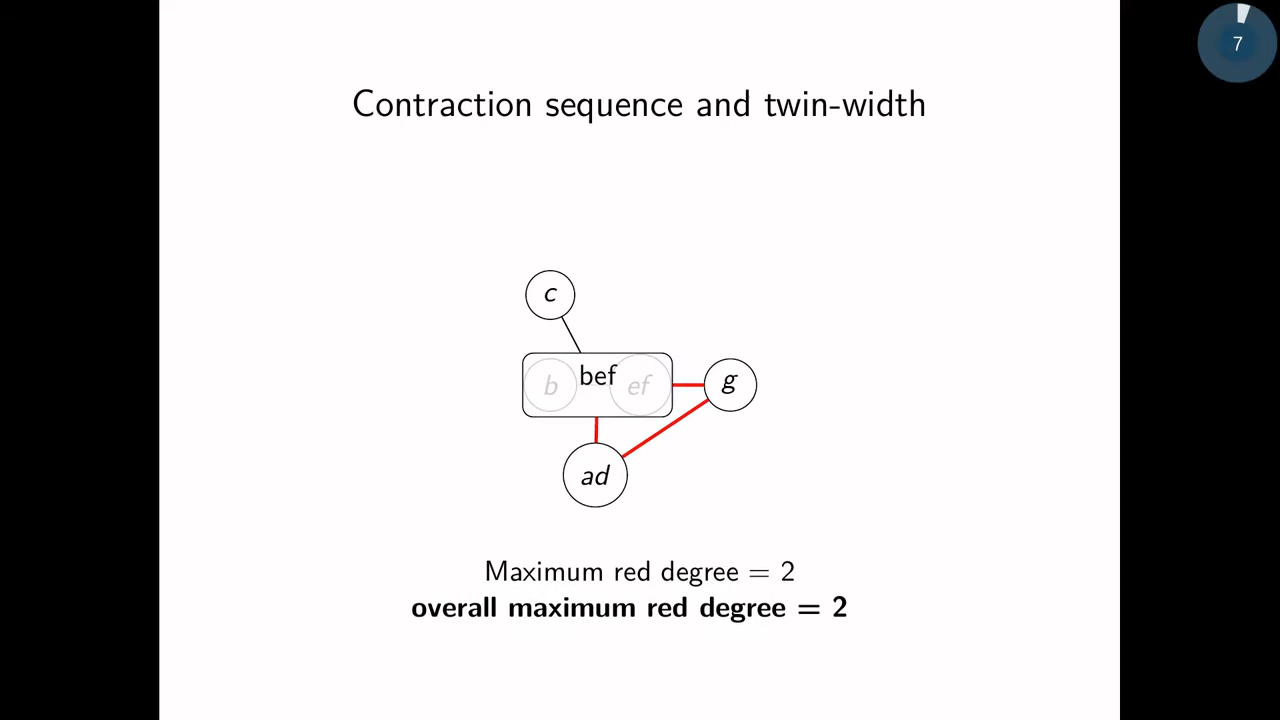 7
Contraction sequence and twin-width
c
b bef ef g
ad
Maximum red degree = 2
overall maximum red degree = 2